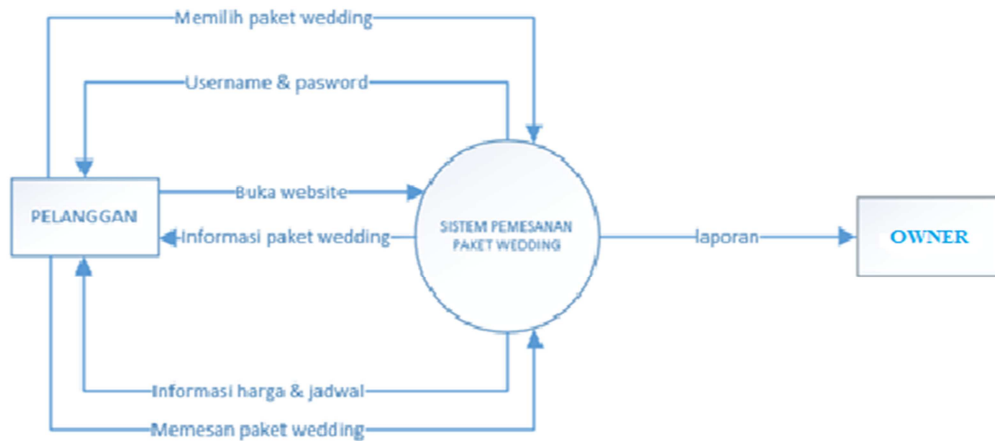 Memilih paket wedding
Username & pasword
Buka website
PELANGGAN
Informasi paket wedding
SISTEM PEMESANAN
PAKET WEDDING
laporan
OWNER
Informasi harga & jadwal
Memesan paket wedding